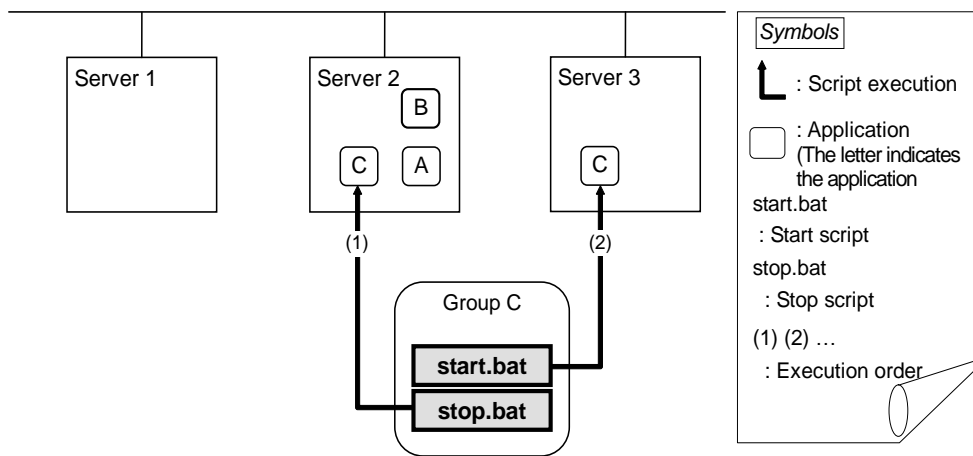 Server 1
Server 2
Server 3
B
C
A
C
(1)
(2)
Group C
start.bat
stop.bat
Symbols
: Script execution
: Application
(The letter indicates
the application
start.bat
: Start script
stop.bat
: Stop script
(1) (2) …
: Execution order